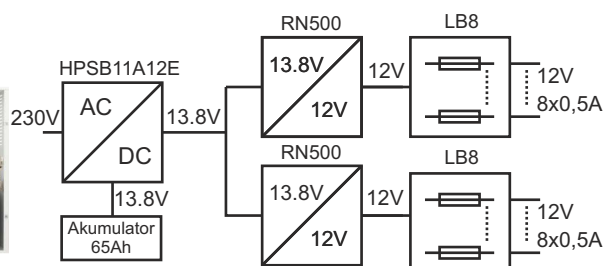 HPSB11A12E
230V
AC
DC
13.8V
13.8V
Akumulator
65Ah
RN500
13.8V
12V
12V
LB8
12V
8x0,5A
RN500
13.8V
12V
12V
LB8
12V
8x0,5A